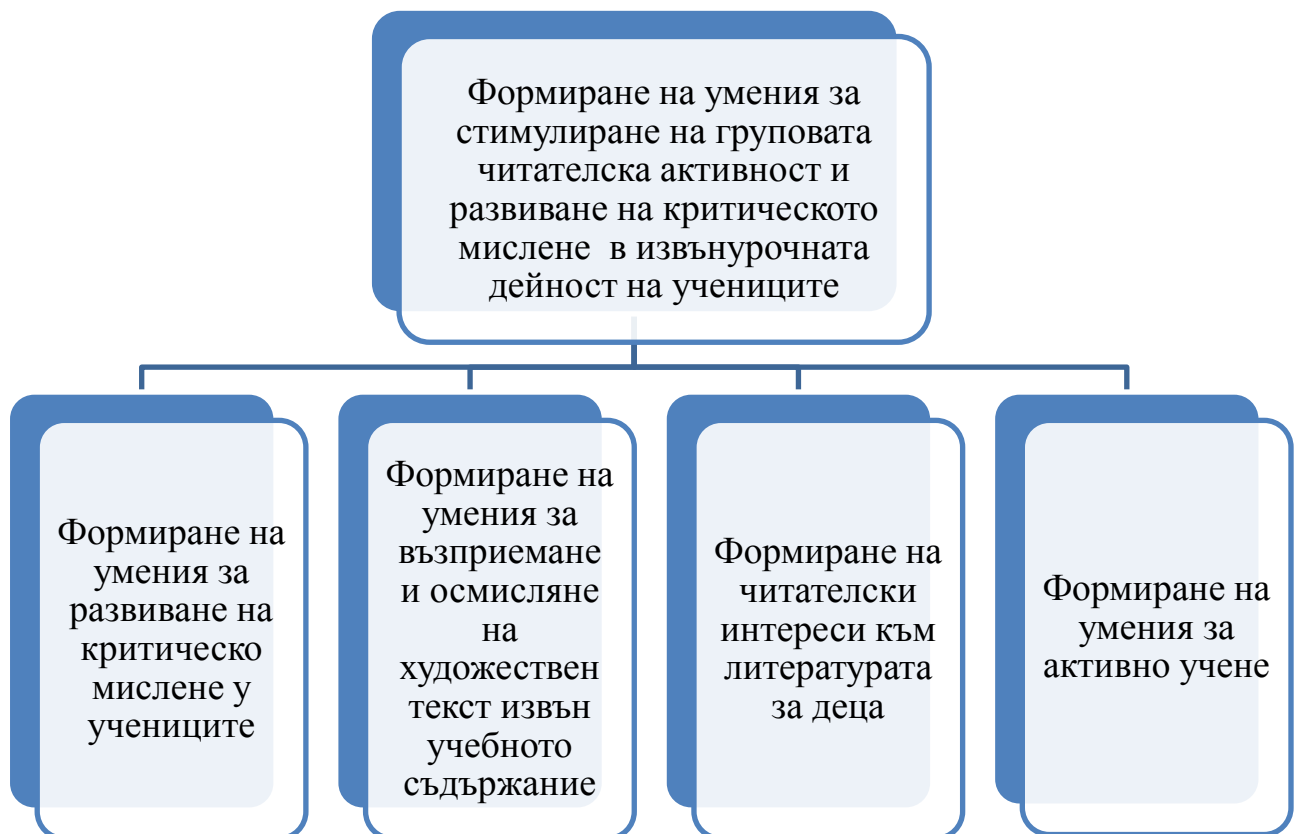 Формиране на умения за
стимулиране на груповата
читателска активност и
развиване на критическото
мислене в извънурочната
дейност на учениците
Формиране на
умения за
развиване на
критическо
мислене у
учениците
Формиране на
умения за
възприемане
и осмисляне
на
художествен
текст извън
учебното
съдържание
Формиране на
читателски
интереси към
литературата
за деца
Формиране на
умения за
активно учене